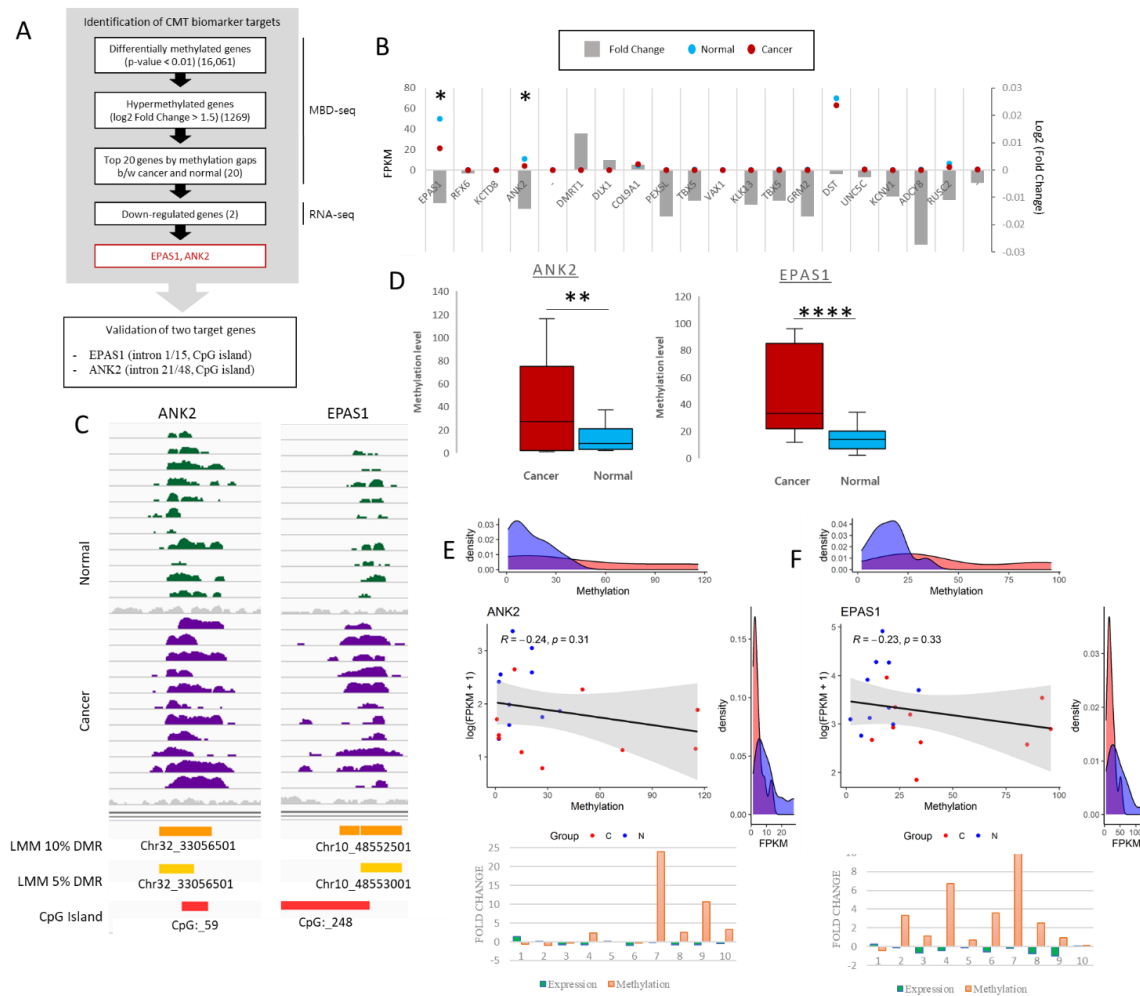 A
Identification of CMT biomarker targets
Differentially methylated genes
(p-value < 0.01) (16,061)
Hypermethylated genes
(log2 Fold Change > 1.5) (1269)
Top 20 genes by methylation gaps
b/w cancer and normal (20)
Down-regulated genes (2)
EPAS1, ANK2
MBD-seq
RNA-seq
Validation of two target genes
- EPAS1 (intron 1/15, CpG island)
- ANK2 (intron 21/48, CpG island)
B
Fold Change Normal Cancer
FPKM
80
60
40
20
0
* *
0.03
0.02
0.01
0
-0.01
-0.02
-0.03
Log2 (Fold Change)
EPAS1 RFX6 KCTD8 ANK2 - DMRT1 DLX1 COL9A1 PEX5L TBX5 VAX1 KLK13 TBX5 GRM2 DST UNC5C KCNV1 ADCY8 RUSC2 -
C
ANK2 EPAS1
Normal
Cancer
LMM 10% DMR
Chr32_33056501 Chr10_48552501
LMM 5% DMR
Chr32_33056501 Chr10_48553001
CpG Island
CpG:_59 CpG:_248
D
ANK2
Methylation level
140
120
100
80
60
40
20
0
**
Cancer Normal
EPAS1
Methylation level
120
100
80
60
40
20
0
****
Cancer Normal
E
density
0.03
0.02
0.01
0.00
0 30 60 90 120
Methylation
ANK2
R = −0.24, p = 0.31
log(FPKM + 1)
3
2
1
0 30 60 90 120
Methylation
density
0.15
0.10
0.05
0.00
0 10 20
FPKM
Group C N
FOLD CHANGE
25
20
15
10
5
0
-5
1 2 3 4 5 6 7 8 9 10
Expression Methylation
F
density
0.04
0.03
0.02
0.01
0.00
0 25 50 75 100
Methylation
EPAS1
R = −0.23, p = 0.33
log(FPKM + 1)
5
4
3
2
0 25 50 75 100
Methylation
density
0.03
0.02
0.01
0.00
0 50 100
FPKM
Group C N
FOLD CHANGE
8
6
4
2
0
-2
1 2 3 4 5 6 7 8 9 10
Expression Methylation